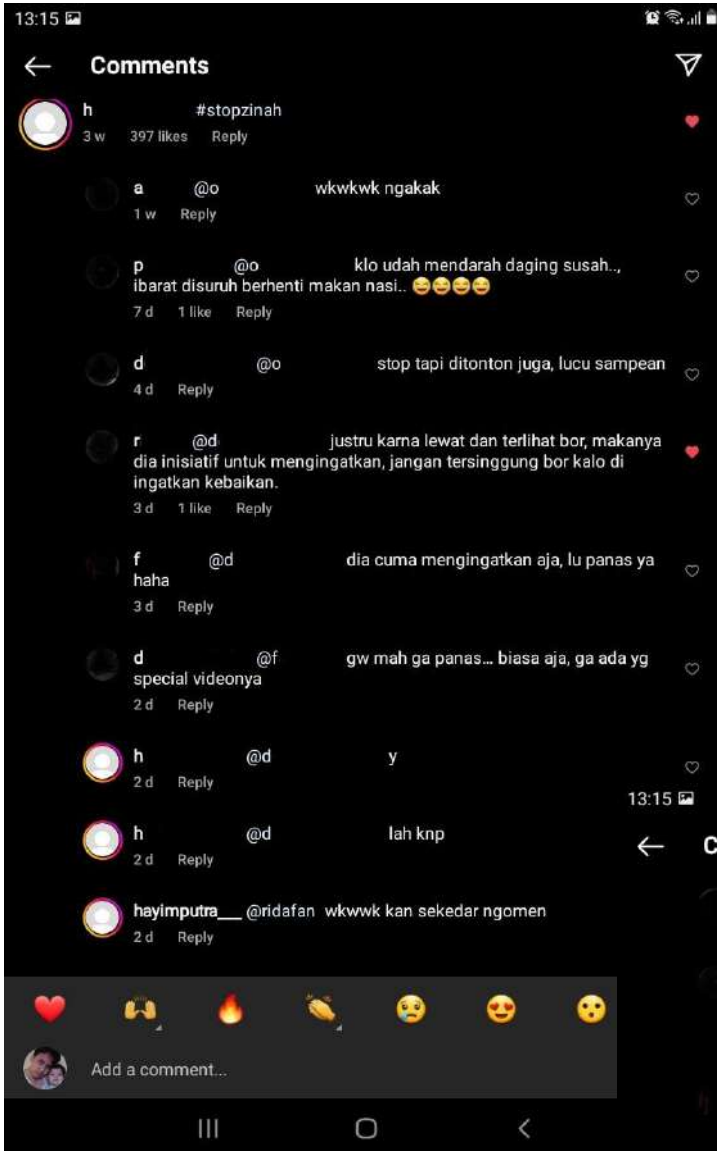 13:15
Comments
h #stopzinah
3 w 397 likes Reply
a @o wkwkwk ngakak
1 w Reply
p @o klo udah mendarah daging susah..,
ibarat disuruh berhenti makan nasi.. 😂😂😂😂
7 d 1 like Reply
d @o stop tapi ditonton juga, lucu sampean
4 d Reply
r @d justru karna lewat dan terlihat bor, makanya
dia inisiatif untuk mengingatkan, jangan tersinggung bor kalo di
ingatkan kebaikan.
3 d 1 like Reply
f @d dia cuma mengingatkan aja, lu panas ya
haha
3 d Reply
d @f gw mah ga panas... biasa aja, ga ada yg
special videonya
2 d Reply
h @d y
2 d Reply
13:15
h @d lah knp
C
2 d Reply
hayimputra___ @ridafan wkwwk kan sekedar ngomen
2 d Reply
Add a comment...